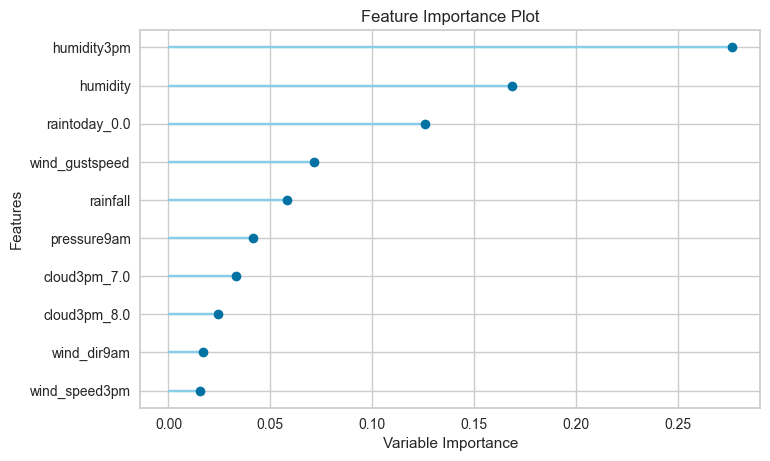 Feature Importance Plot
Features
humidity3pm
humidity
raintoday_0.0
wind_gustspeed
rainfall
pressure9am
cloud3pm_7.0
cloud3pm_8.0
wind_dir9am
wind_speed3pm
0.00 0.05 0.10 0.15 0.20 0.25
Variable Importance